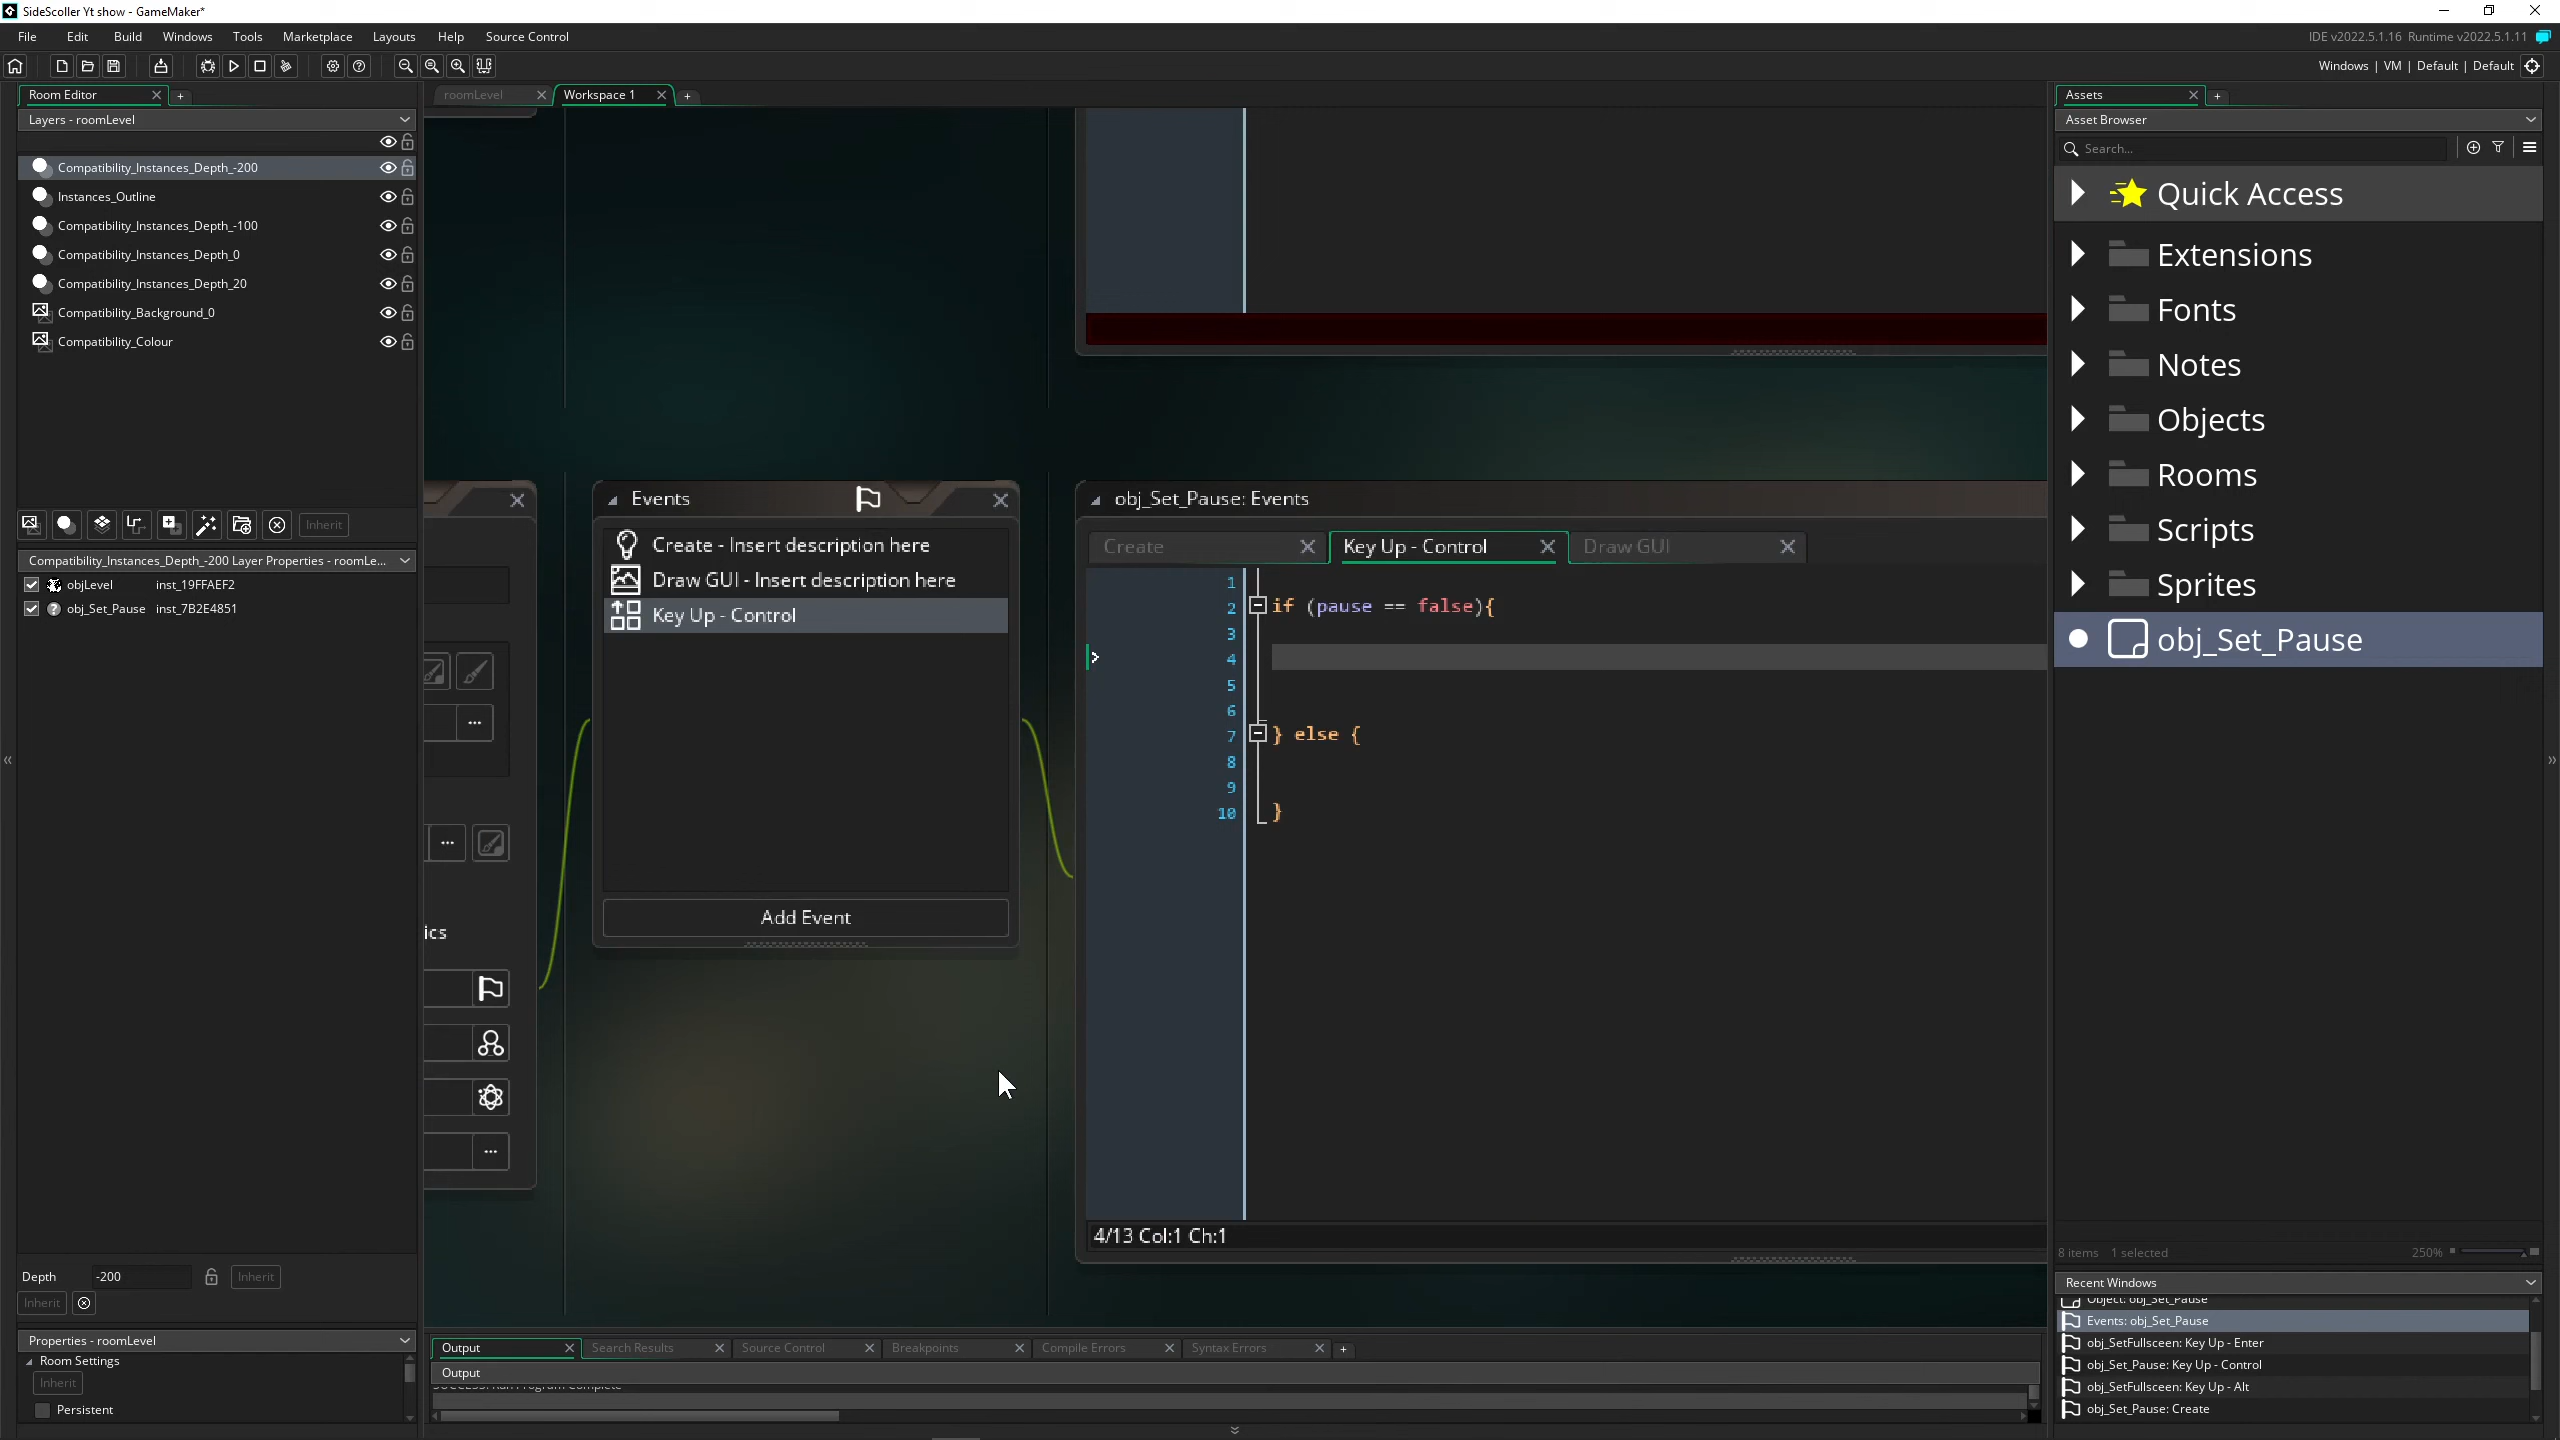 SideScoller Yt show - GameMaker*
File Edit Build Windows Tools Marketplace Layouts Help Source Control
IDE v2022.5.1.16 Runtime v2022.5.1.11
Windows | VM | Default | Default
Room Editor
Layers - roomLevel
Compatibility_Instances_Depth_-200
Instances_Outline
Compatibility_Instances_Depth_-100
Compatibility_Instances_Depth_0
Compatibility_Instances_Depth_20
Compatibility_Background_0
Compatibility_Colour
Inherit
Compatibility_Instances_Depth_-200 Layer Properties - roomLe...
objLevel inst_19FFAEF2
obj_Set_Pause inst_7B2E4851
Depth -200 Inherit
Inherit
Properties - roomLevel
Room Settings
Inherit
Persistent
roomLevel Workspace 1
ics
Events
Create - Insert description here
Draw GUI - Insert description here
Key Up - Control
Add Event
obj_Set_Pause: Events
Create Key Up - Control Draw GUI
1
2 if (pause == false){
3
4
5
6
7 } else {
8
9
10 }
4/13 Col:1 Ch:1
Output Search Results Source Control Breakpoints Compile Errors Syntax Errors
Output
SUCCESS: Run Program Complete
Assets
Asset Browser
Search...
Quick Access
Extensions
Fonts
Notes
Objects
Rooms
Scripts
Sprites
obj_Set_Pause
8 items 1 selected 250%
Recent Windows
Object: obj_Set_Pause
Events: obj_Set_Pause
obj_SetFullsceen: Key Up - Enter
obj_Set_Pause: Key Up - Control
obj_SetFullsceen: Key Up - Alt
obj_Set_Pause: Create